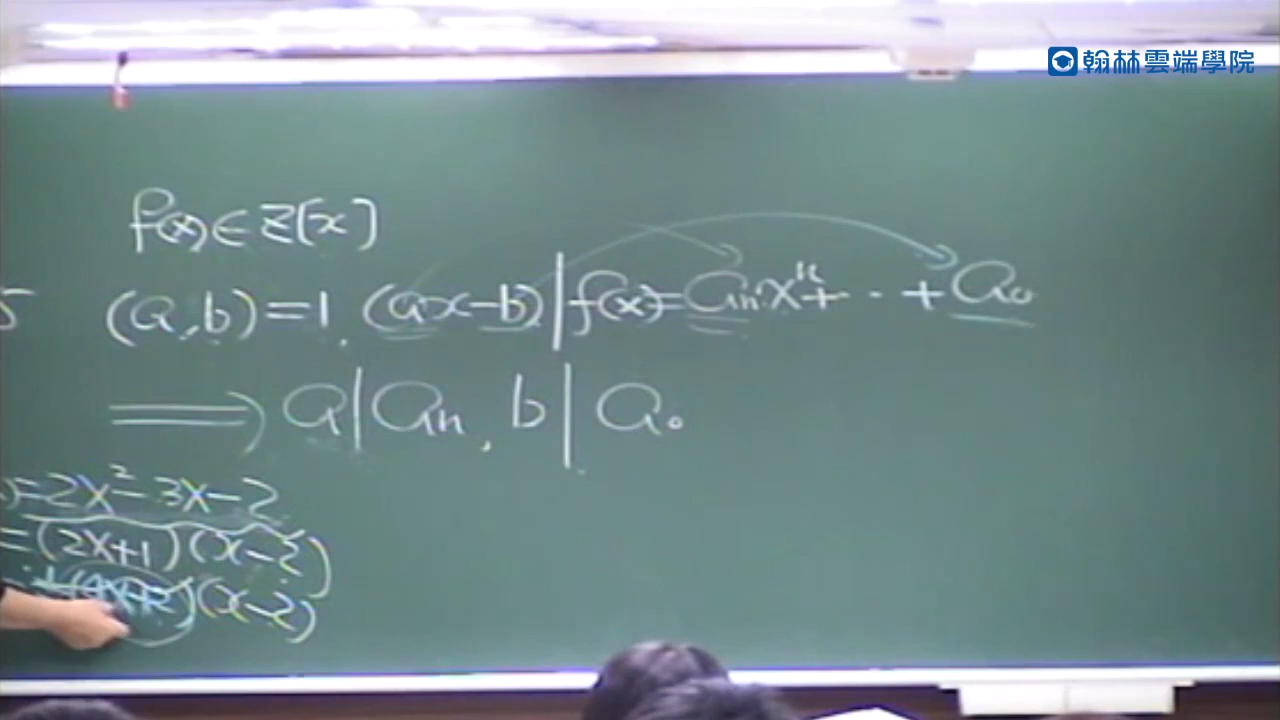 翰林雲端學院
f(x)∈Z[x]
5
(a,b)=1, (ax-b)|f(x)=aₙxⁿ+··+a₀
⟹ a|aₙ, b|a₀
)=2x²-3x-2
=(2x+1)(x-2)
(4x+2)(x-2)